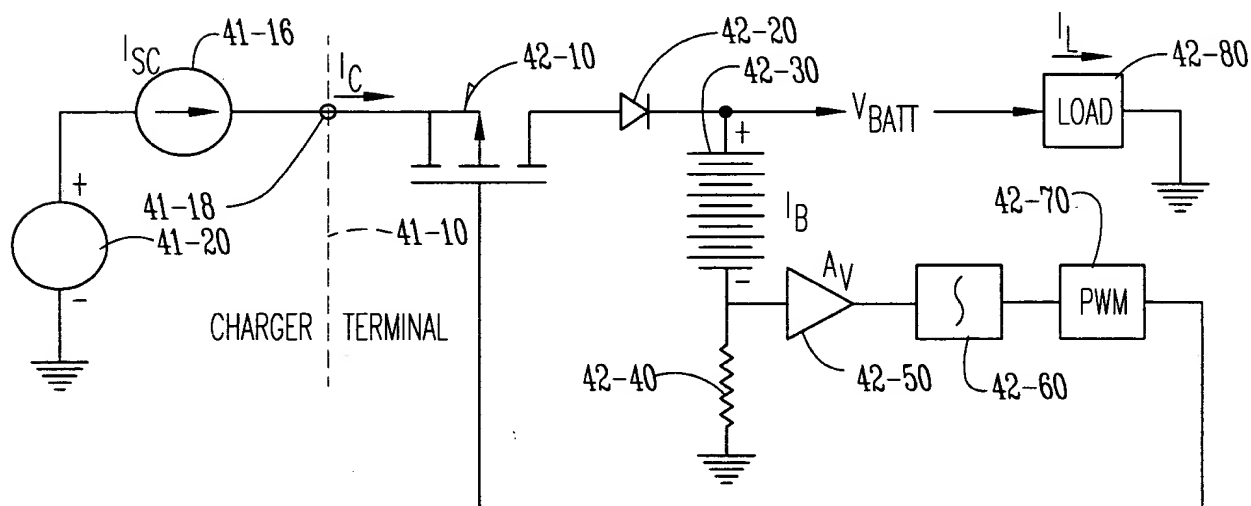 I_SC
41-16
I_C
42-10
42-20
42-30
I_L
42-80
V_BATT
LOAD
+
+
41-18
41-10
41-20
I_B
42-70
-
-
A_V
∫
PWM
CHARGER
TERMINAL
42-40
42-50
42-60